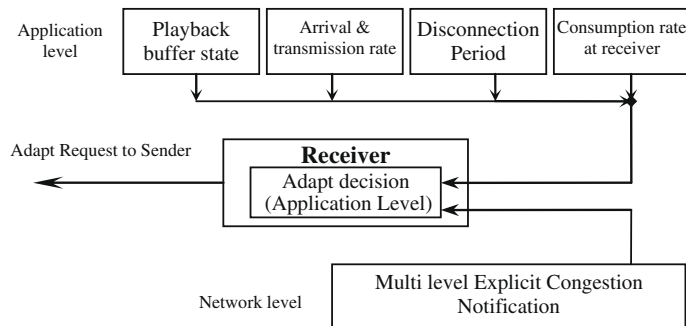 Application level
Playback buffer state
Arrival & transmission rate
Disconnection Period
Consumption rate at receiver
Adapt Request to Sender
Receiver
Adapt decision
(Application Level)
Multi level Explicit Congestion
Notification
Network level